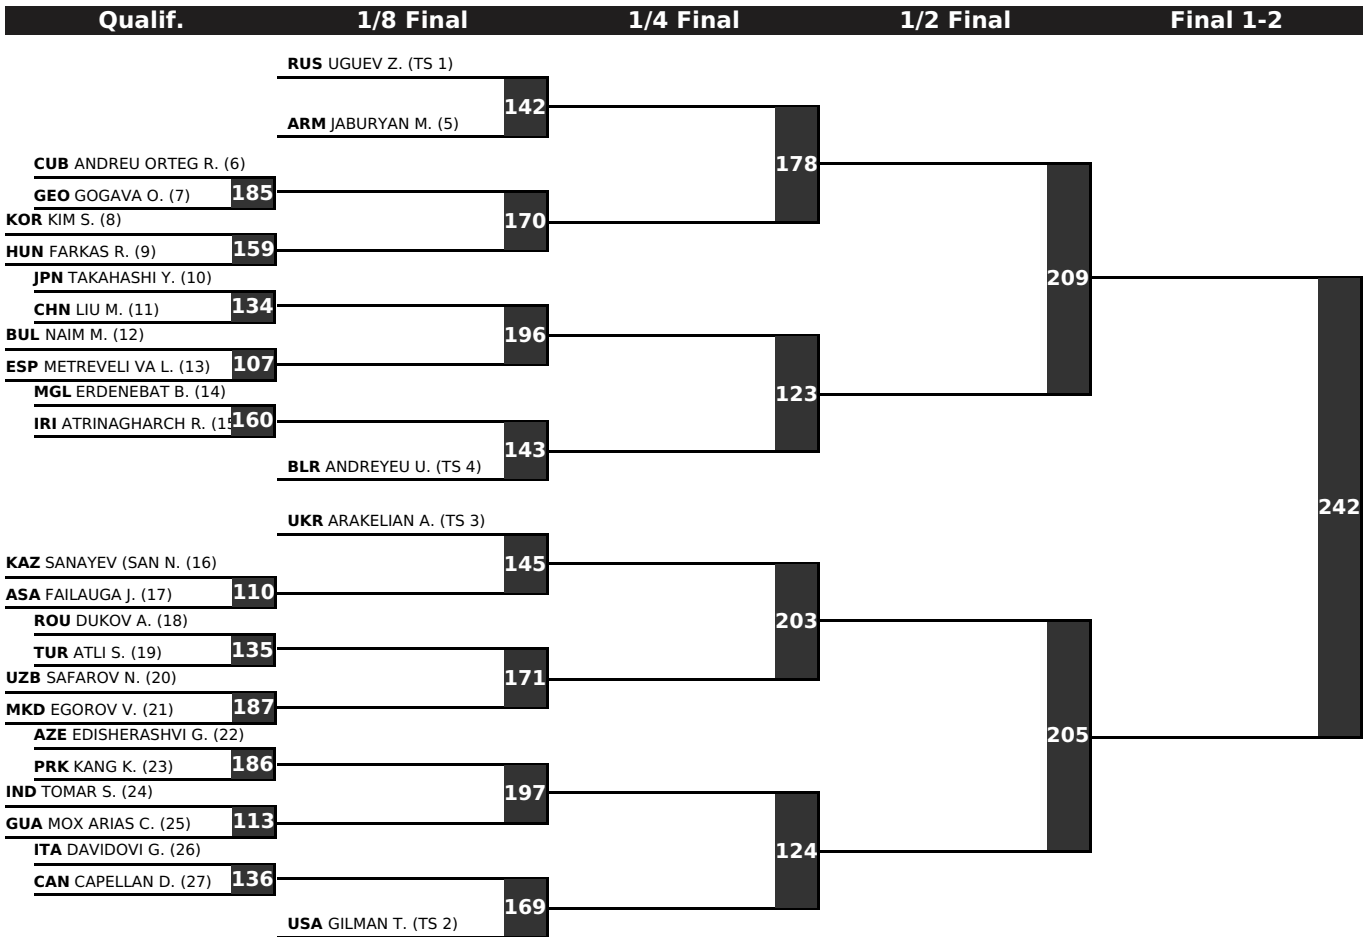 Qualif. 1/8 Final 1/4 Final 1/2 Final Final 1-2
RUS UGUEV Z. (TS 1)
142
ARM JABURYAN M. (5)
178
CUB ANDREU ORTEG R. (6)
185
GEO GOGAVA O. (7)
170
KOR KIM S. (8)
159
HUN FARKAS R. (9)
209
JPN TAKAHASHI Y. (10)
134
CHN LIU M. (11)
196
BUL NAIM M. (12)
107
ESP METREVELI VA L. (13)
123
MGL ERDENEBAT B. (14)
160
IRI ATRINAGHARCH R. (15
143
BLR ANDREYEU U. (TS 4)
242
UKR ARAKELIAN A. (TS 3)
145
KAZ SANAYEV (SAN N. (16)
110
ASA FAILAUGA J. (17)
203
ROU DUKOV A. (18)
135
TUR ATLI S. (19)
171
UZB SAFAROV N. (20)
187
MKD EGOROV V. (21)
205
AZE EDISHERASHVI G. (22)
186
PRK KANG K. (23)
197
IND TOMAR S. (24)
113
GUA MOX ARIAS C. (25)
124
ITA DAVIDOVI G. (26)
136
CAN CAPELLAN D. (27)
169
USA GILMAN T. (TS 2)